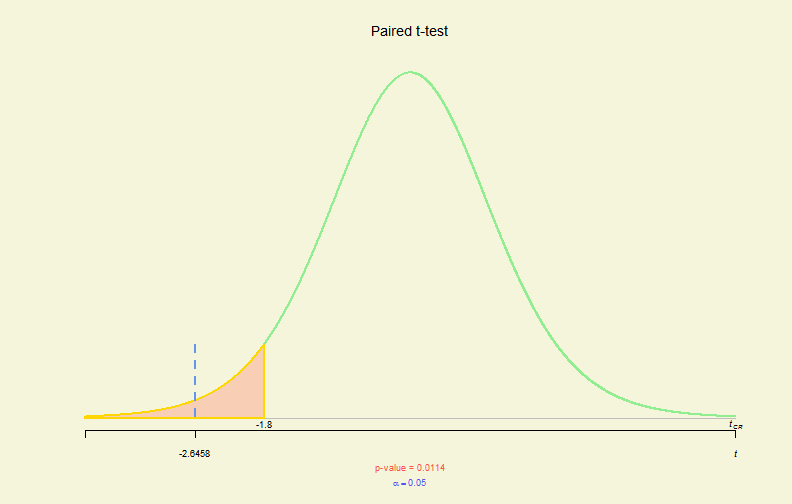 Paired t-test
-1.8 t_CR
-2.6458 t
p-value = 0.0114
α = 0.05